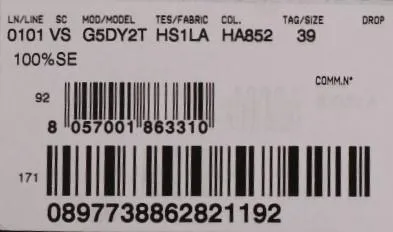 LN/LINE SC MOD/MODEL TES/FABRIC COL. TAG/SIZE DROP
0101 VS G5DY2T HS1LA HA852 39
100%SE
COMM.N*
92
8 057001 863310
171
0897738862821192